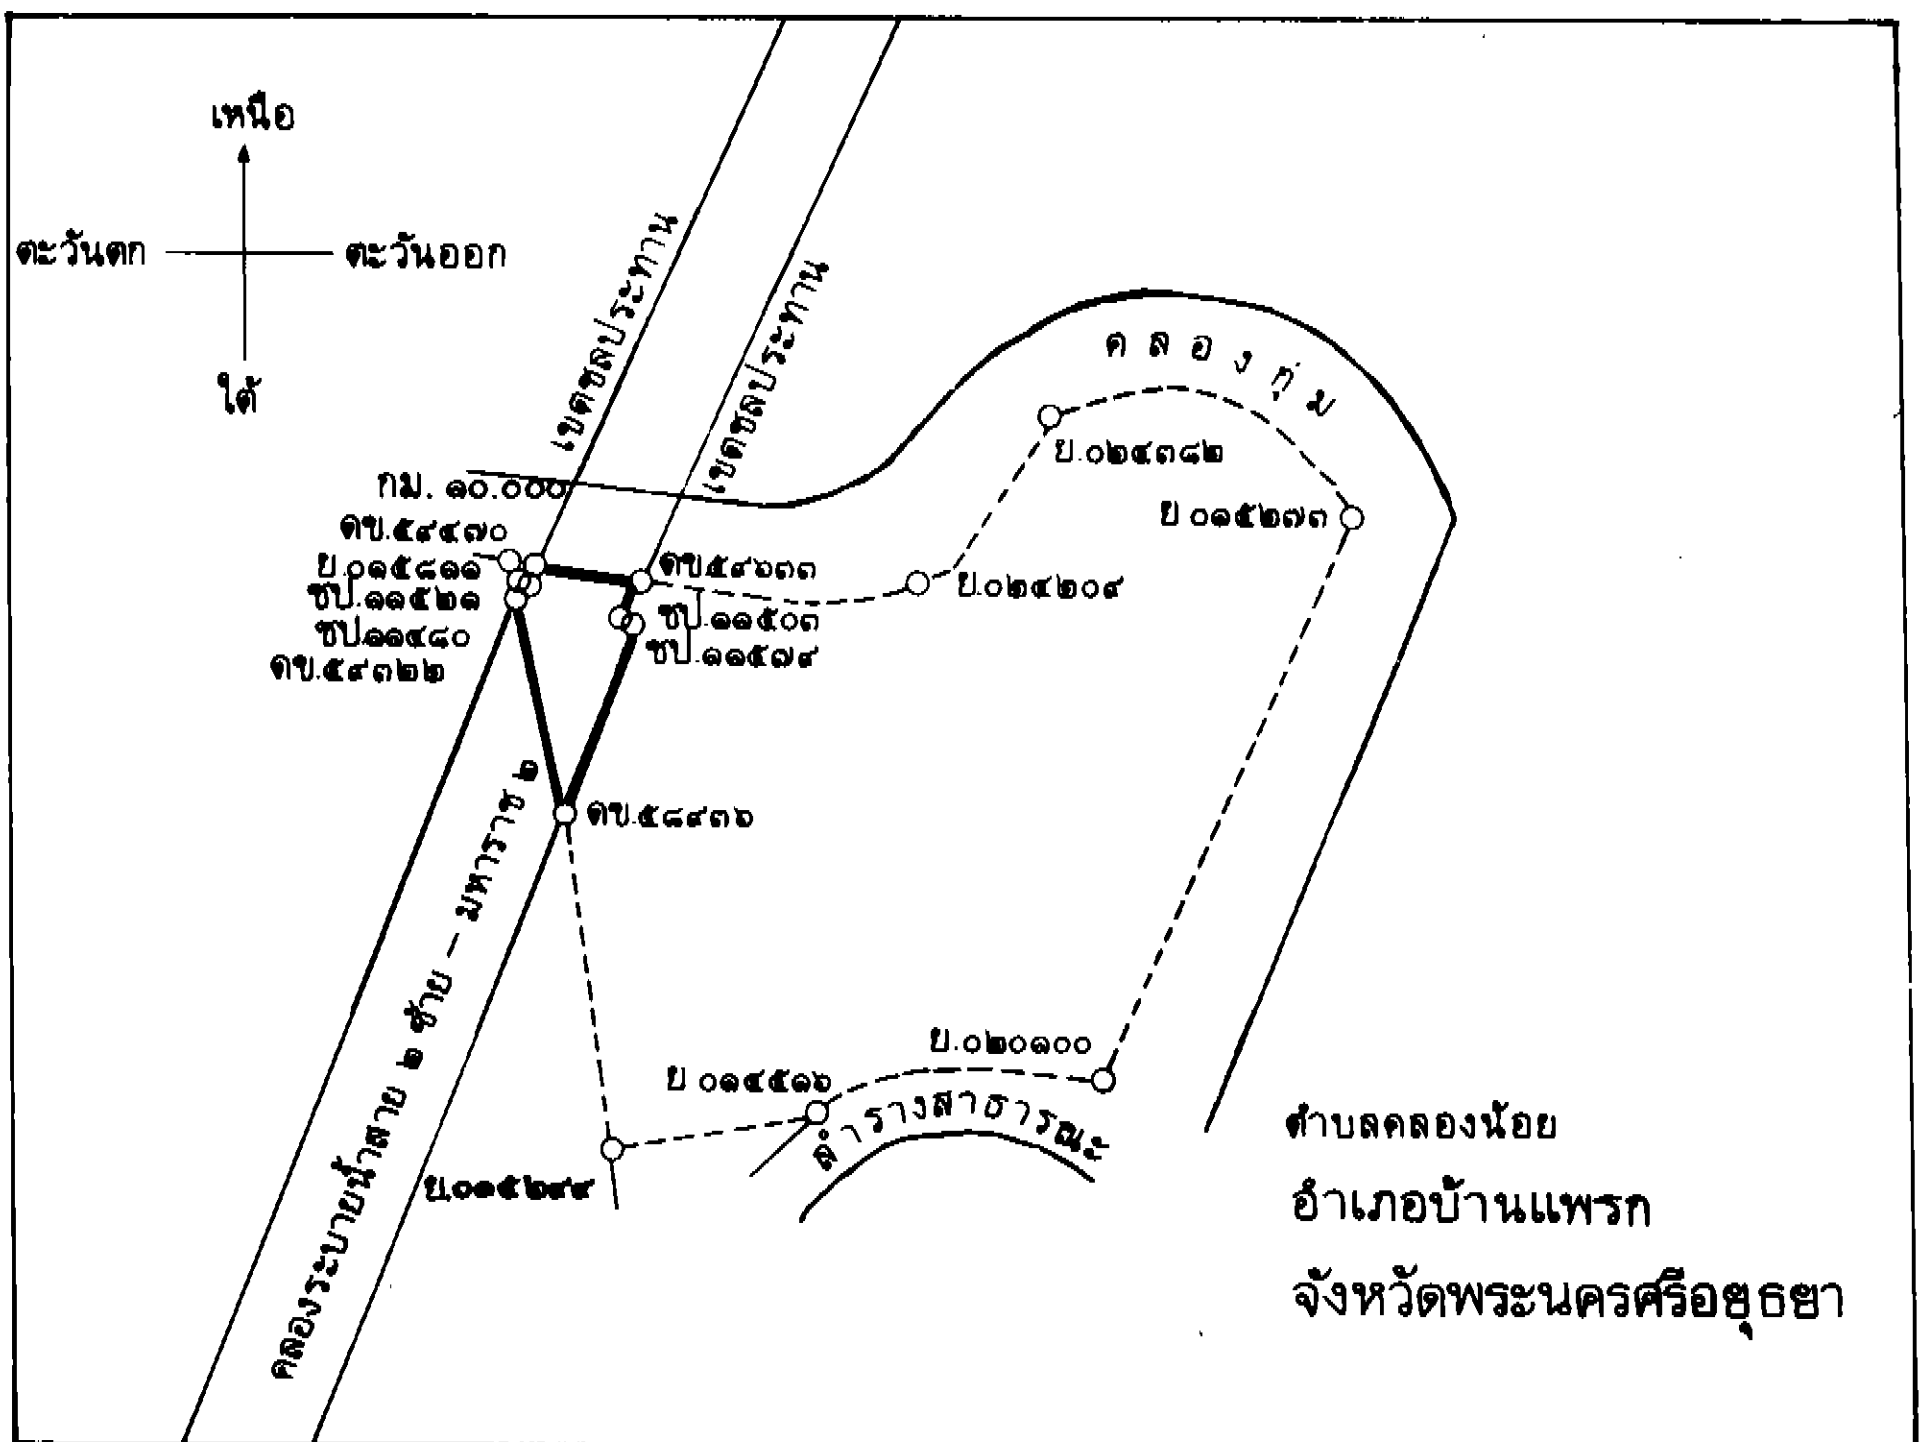 เหนือ
ตะวันตก
ตะวันออก
ใต้
เขตชลประทาน
เขตชลประทาน
คลองกุ่ม
กม. ๑๐.๐๐๐
ย.๐๒๕๓๘๒
ย ๐๑๕๒๗๓
ดข.๕๙๕๗๐
ย.๐๑๕๘๑๑
ชป.๑๑๕๒๑
ชป.๑๑๔๘๐
ดข.๕๙๓๒๒
ดข.๕๙๖๓๓
ย.๐๒๕๒๐๙
ชป.๑๑๕๐๓
ชป.๑๑๕๗๙
ดข.๕๘๙๓๖
คลองระบายน้ำสาย ๒ ซ้าย – มหาราช ๒
ย.๐๒๐๑๐๐
ย ๐๑๔๕๑๖
ลำรางสาธารณะ
ย.๐๑๕๒๙๙
ตำบลคลองน้อย
อำเภอบ้านแพรก
จังหวัดพระนครศรีอยุธยา